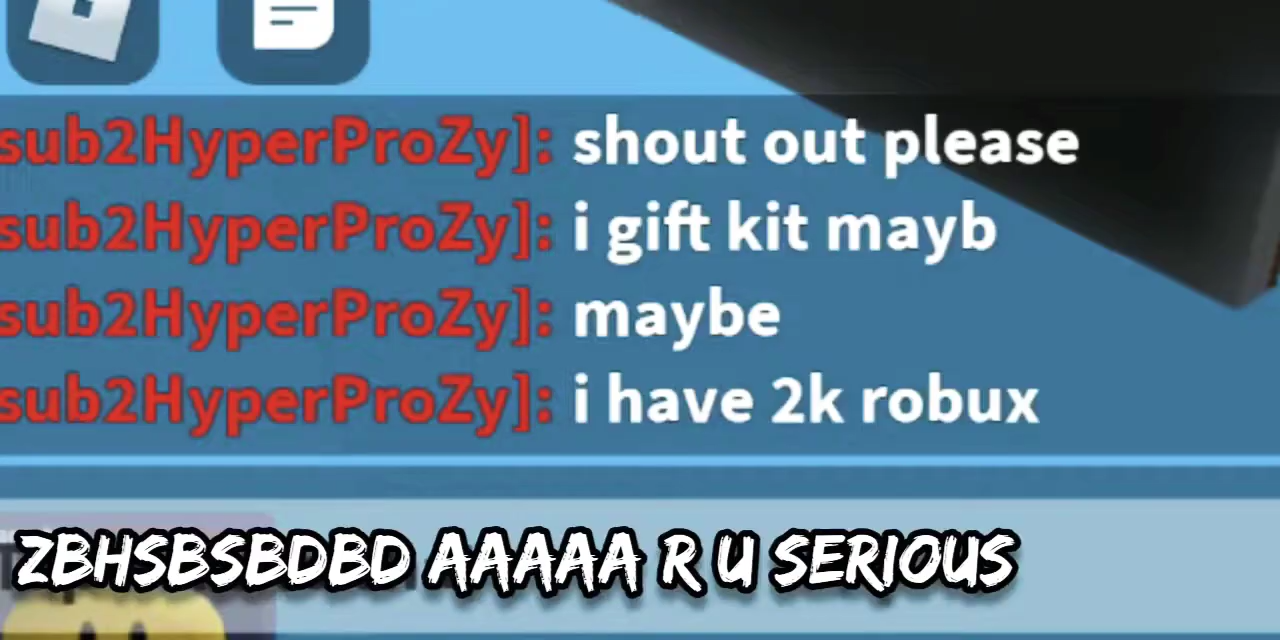 sub2HyperProZy]: shout out please
sub2HyperProZy]: i gift kit mayb
sub2HyperProZy]: maybe
sub2HyperProZy]: i have 2k robux
ZBHSBSBDBD AAAAA R U SERIOUS